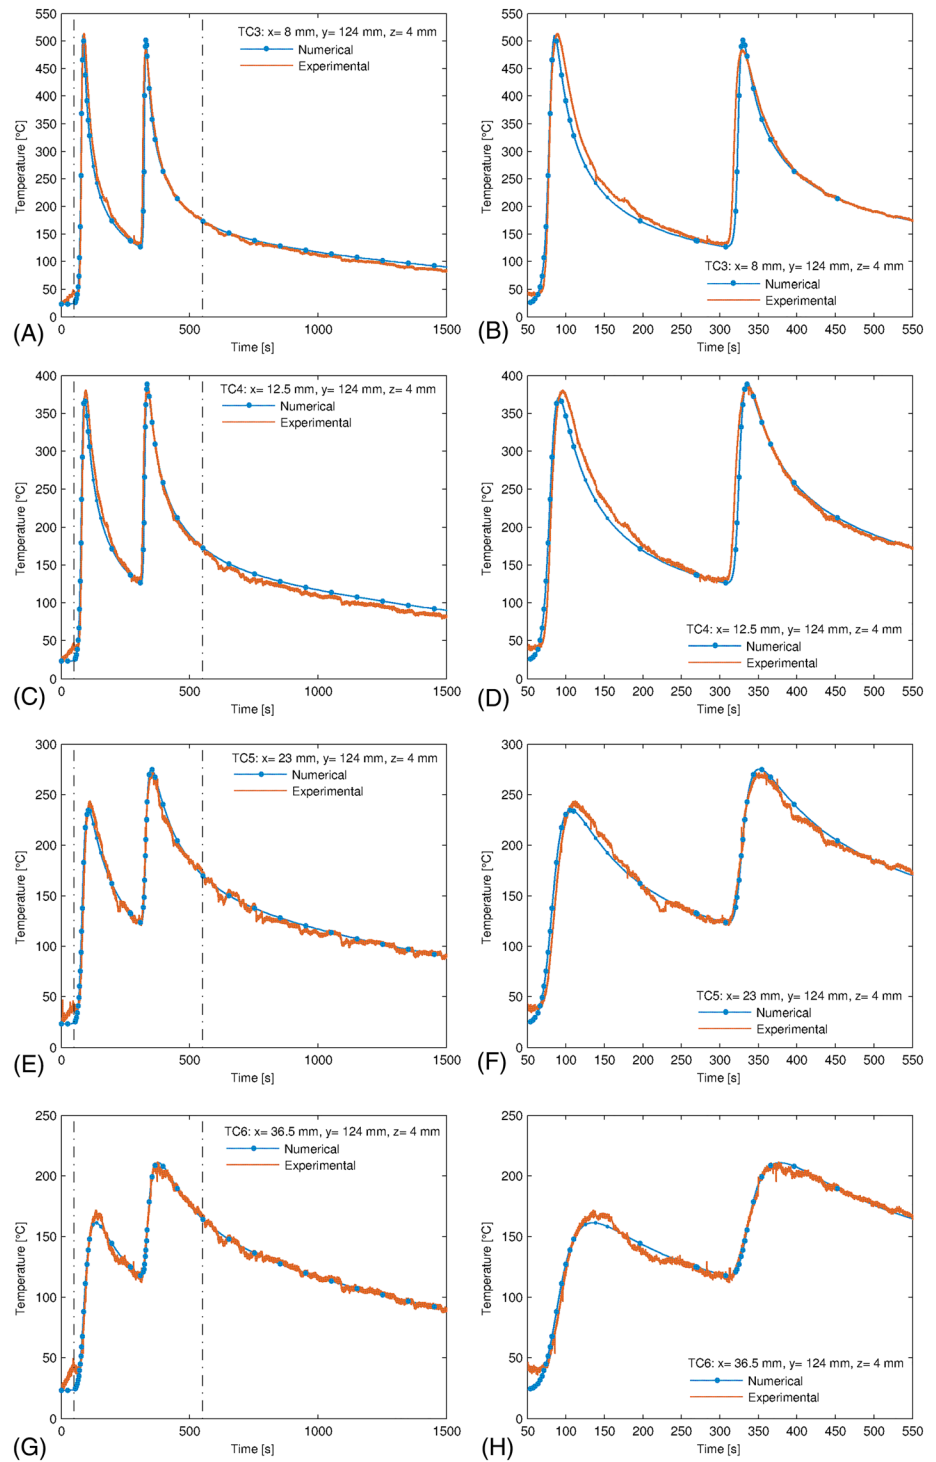 550
500
450
400
350
300
250
200
150
100
50
0
Temperature [°C]
TC3: x= 8 mm, y= 124 mm, z= 4 mm
Numerical
Experimental
0 500 1000 1500
Time [s]
(A)
550
500
450
400
350
300
250
200
150
100
50
0
Temperature [°C]
TC3: x= 8 mm, y= 124 mm, z= 4 mm
Numerical
Experimental
50 100 150 200 250 300 350 400 450 500 550
Time [s]
(B)
400
350
300
250
200
150
100
50
0
Temperature [°C]
TC4: x= 12.5 mm, y= 124 mm, z= 4 mm
Numerical
Experimental
0 500 1000 1500
Time [s]
(C)
400
350
300
250
200
150
100
50
0
Temperature [°C]
TC4: x= 12.5 mm, y= 124 mm, z= 4 mm
Numerical
Experimental
50 100 150 200 250 300 350 400 450 500 550
Time [s]
(D)
300
250
200
150
100
50
0
Temperature [°C]
TC5: x= 23 mm, y= 124 mm, z= 4 mm
Numerical
Experimental
0 500 1000 1500
Time [s]
(E)
300
250
200
150
100
50
0
Temperature [°C]
TC5: x= 23 mm, y= 124 mm, z= 4 mm
Numerical
Experimental
50 100 150 200 250 300 350 400 450 500 550
Time [s]
(F)
250
200
150
100
50
0
Temperature [°C]
TC6: x= 36.5 mm, y= 124 mm, z= 4 mm
Numerical
Experimental
0 500 1000 1500
Time [s]
(G)
250
200
150
100
50
0
Temperature [°C]
TC6: x= 36.5 mm, y= 124 mm, z= 4 mm
Numerical
Experimental
50 100 150 200 250 300 350 400 450 500 550
Time [s]
(H)